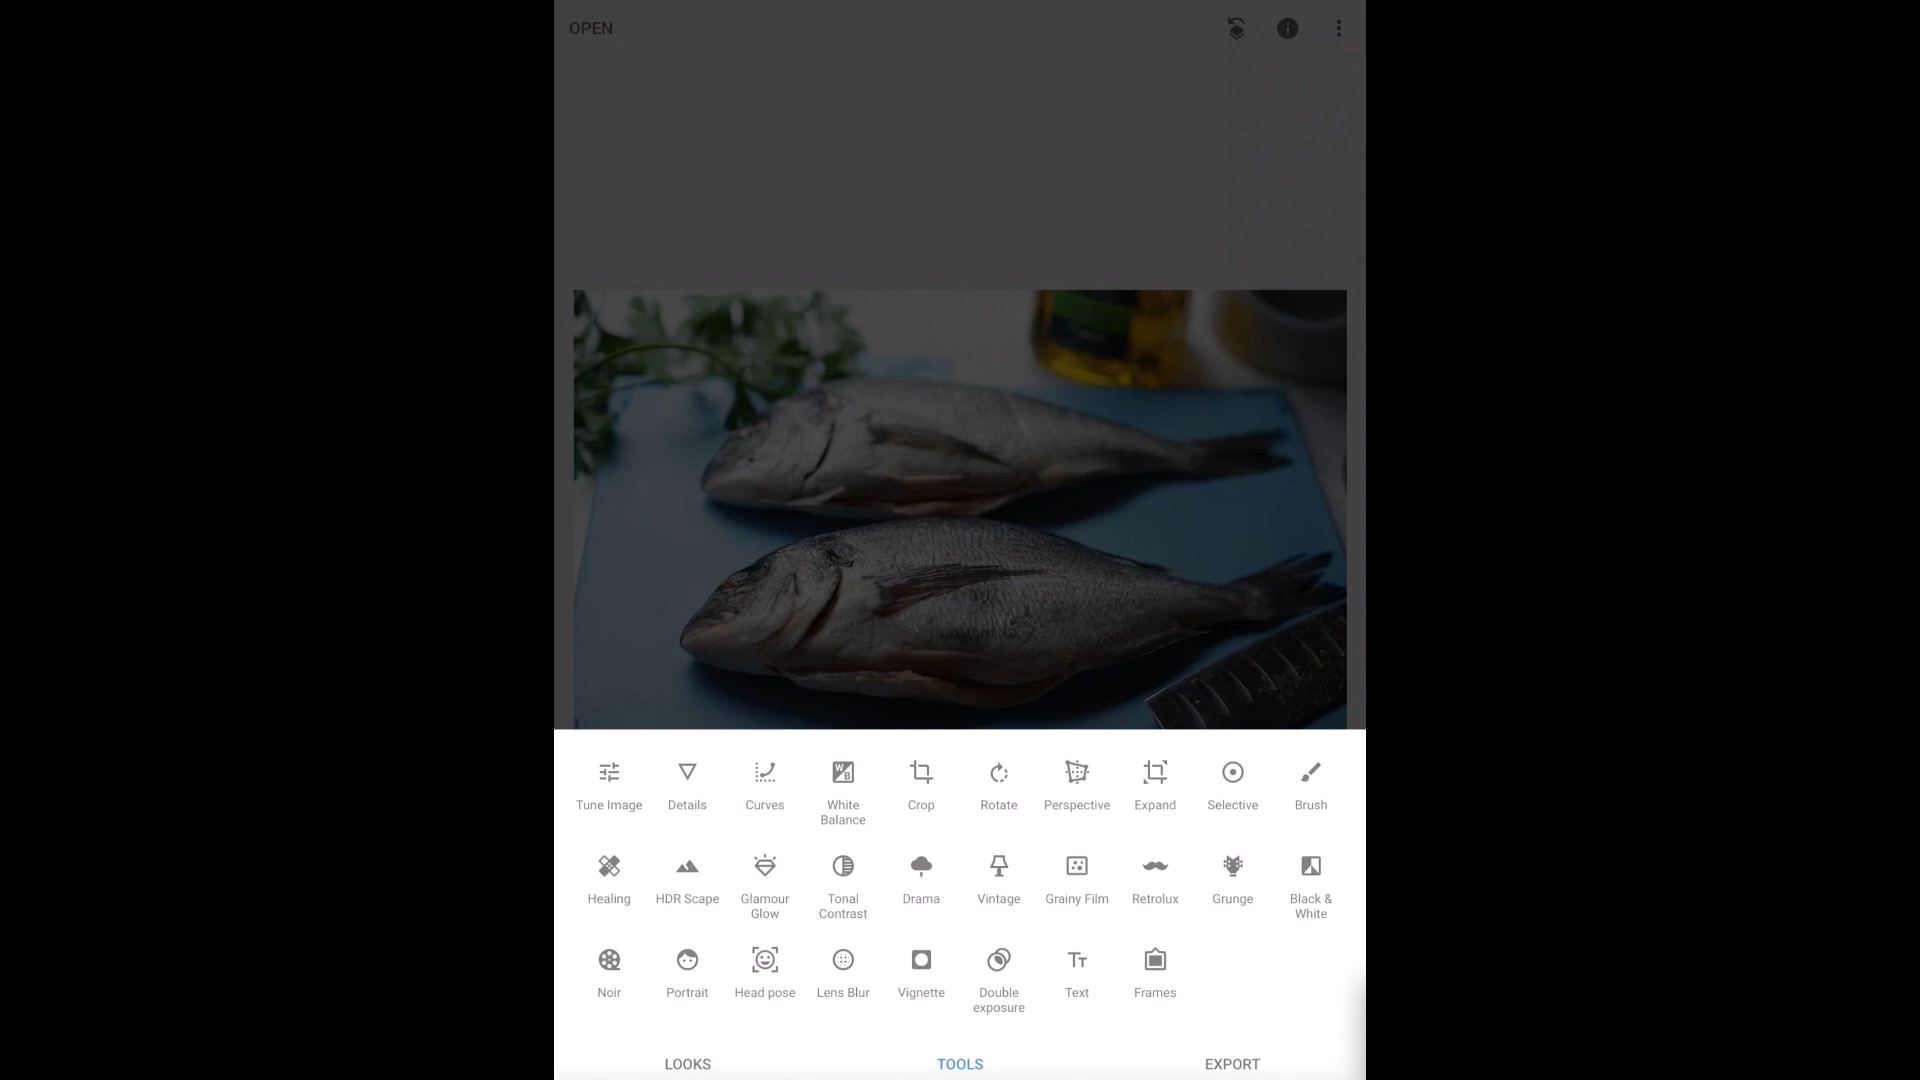 OPEN
Tune Image Details Curves White Balance Crop Rotate Perspective Expand Selective Brush
Healing HDR Scape Glamour Glow Tonal Contrast Drama Vintage Grainy Film Retrolux Grunge Black & White
Noir Portrait Head pose Lens Blur Vignette Double exposure Text Frames
LOOKS TOOLS EXPORT